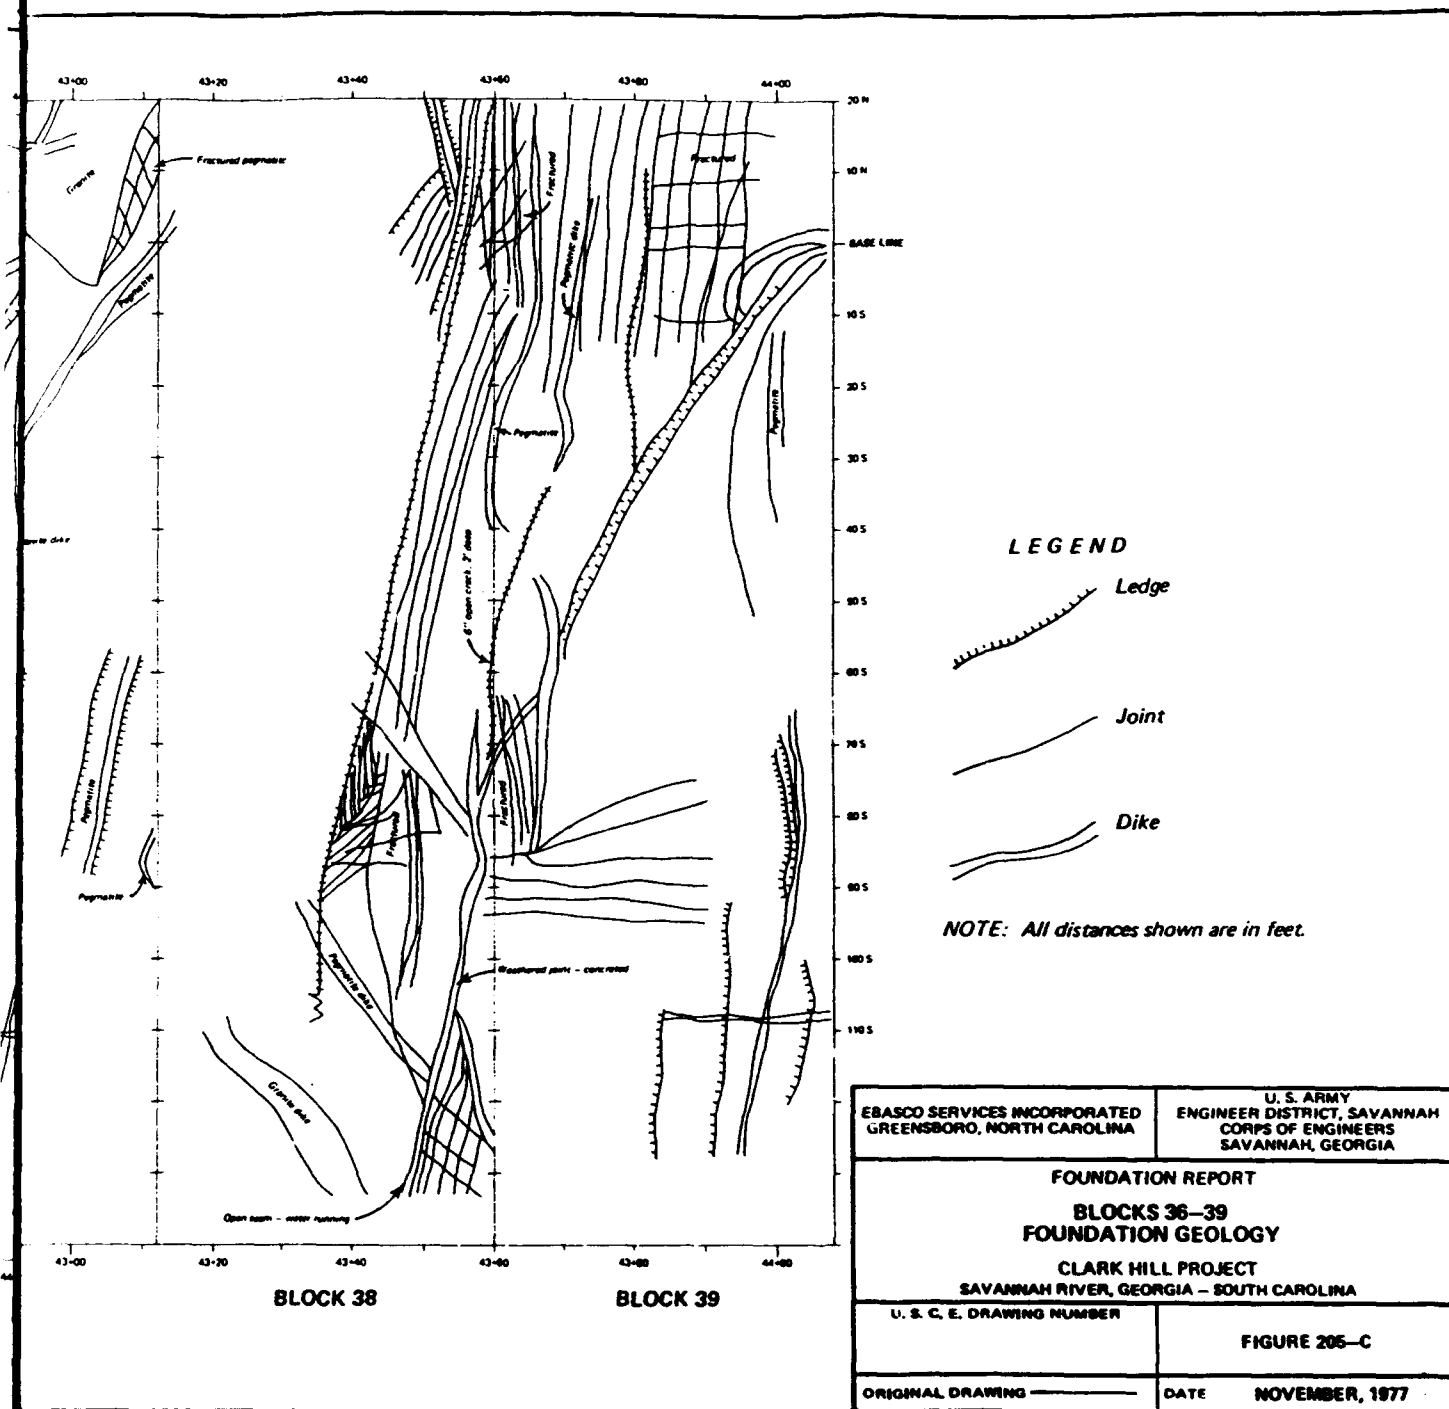 43+00 43+20 43+40 43+60 43+80 44+00
20 N
Fractured pegmatite
Granite
Fractured
Fractured
10 N
Pegmatitic dike
BASE LINE
Pegmatite
10 S
20 S
Pegmatite
Pegmatite
30 S
40 S
dike
6" open crack, 2' deep
50 S
60 S
70 S
Pegmatite
Fractured
Fractured
80 S
Pegmatite
90 S
Pegmatite dike
Weathered joint - concreted
100 S
110 S
Granite dike
Open seam - water running
43+00 43+20 43+40 43+60 43+80 44+00
BLOCK 38 BLOCK 39
LEGEND
Ledge
Joint
Dike
NOTE: All distances shown are in feet.
EBASCO SERVICES INCORPORATED
GREENSBORO, NORTH CAROLINA
U. S. ARMY
ENGINEER DISTRICT, SAVANNAH
CORPS OF ENGINEERS
SAVANNAH, GEORGIA
FOUNDATION REPORT
BLOCKS 36–39
FOUNDATION GEOLOGY
CLARK HILL PROJECT
SAVANNAH RIVER, GEORGIA – SOUTH CAROLINA
U. S. C. E. DRAWING NUMBER
FIGURE 205–C
ORIGINAL DRAWING
DATE NOVEMBER, 1977